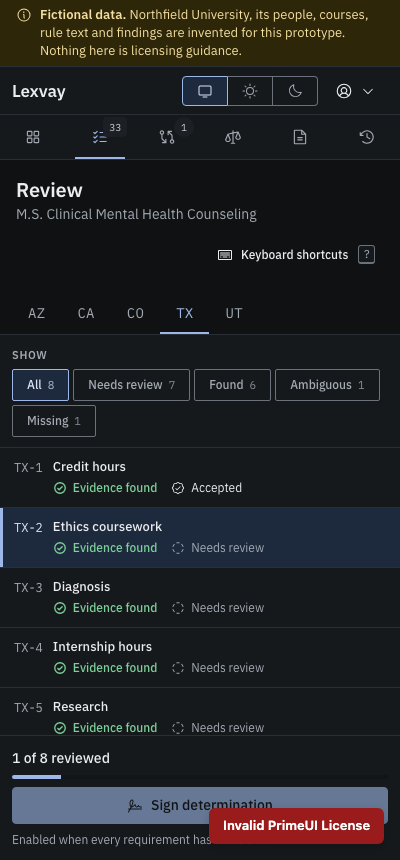 Fictional data. Northfield University, its people, courses,
rule text and findings are invented for this prototype.
Nothing here is licensing guidance.
Lexvay
33
1
Review
M.S. Clinical Mental Health Counseling
Keyboard shortcuts ?
AZ CA CO TX UT
SHOW
All 8 Needs review 7 Found 6 Ambiguous 1
Missing 1
TX-1 Credit hours
Evidence found Accepted
TX-2 Ethics coursework
Evidence found Needs review
TX-3 Diagnosis
Evidence found Needs review
TX-4 Internship hours
Evidence found Needs review
TX-5 Research
Evidence found Needs review
1 of 8 reviewed
Sign determination
Invalid PrimeUI License
Enabled when every requirement has